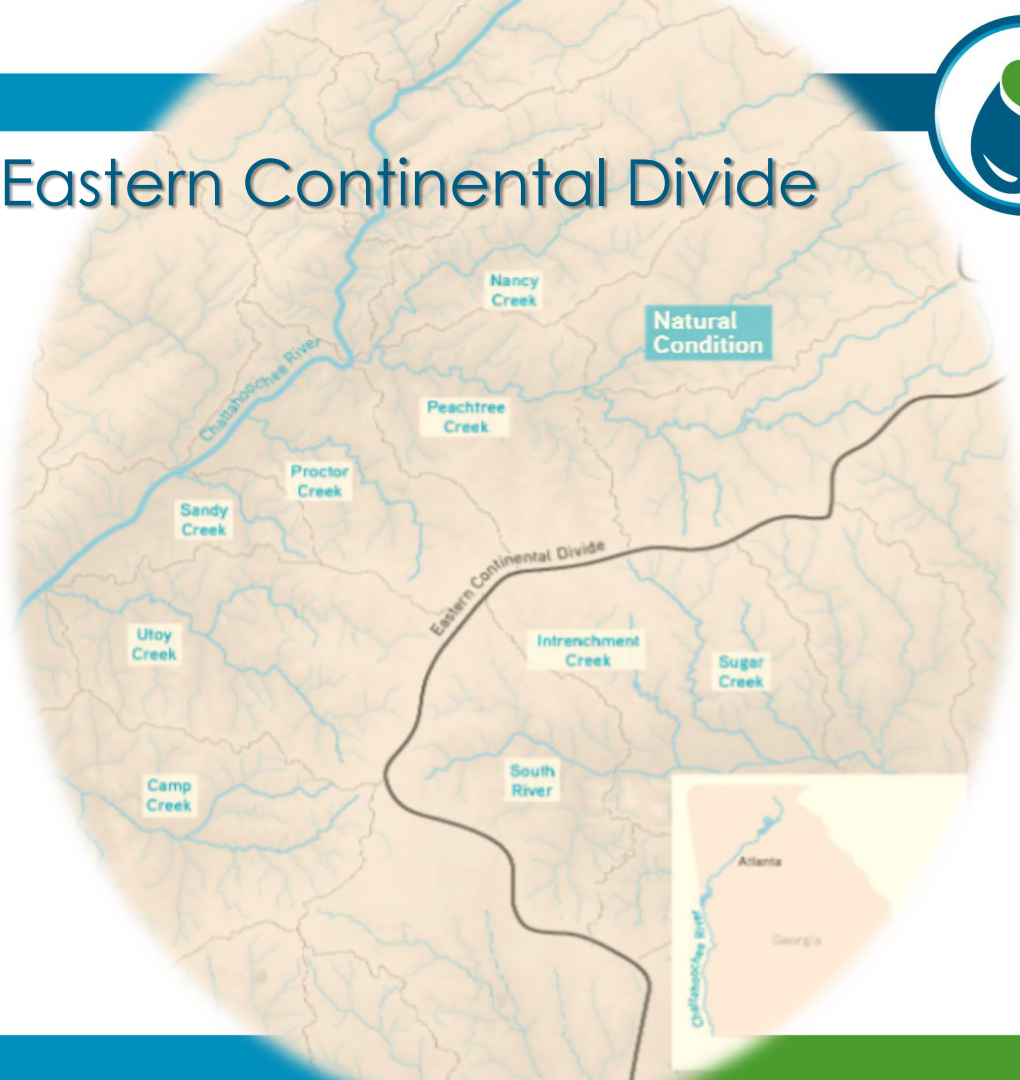 Eastern Continental Divide
Nancy
Creek
Natural
Condition
Chattahoochee River
Peachtree
Creek
Proctor
Creek
Sandy
Creek
Eastern Continental Divide
Utoy
Creek
Intrenchment
Creek
Sugar
Creek
South
River
Camp
Creek
Atlanta
Georgia
Chattahoochee River